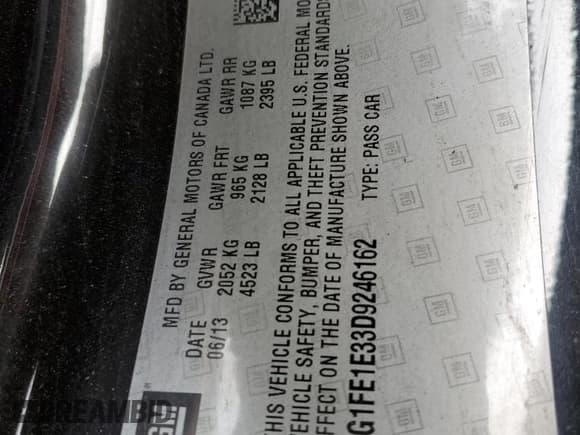 MFD BY GENERAL MOTORS OF CANADA LTD.
DATE GVWR GAWR FRT GAWR RR
06/13 2052 KG 965 KG 1087 KG
4523 LB 2128 LB 2395 LB
THIS VEHICLE CONFORMS TO ALL APPLICABLE U.S. FEDERAL MO
VEHICLE SAFETY, BUMPER, AND THEFT PREVENTION STANDARDS
EFFECT ON THE DATE OF MANUFACTURE SHOWN ABOVE.
G1FE1E33D9246162 TYPE: PASS CAR
GM